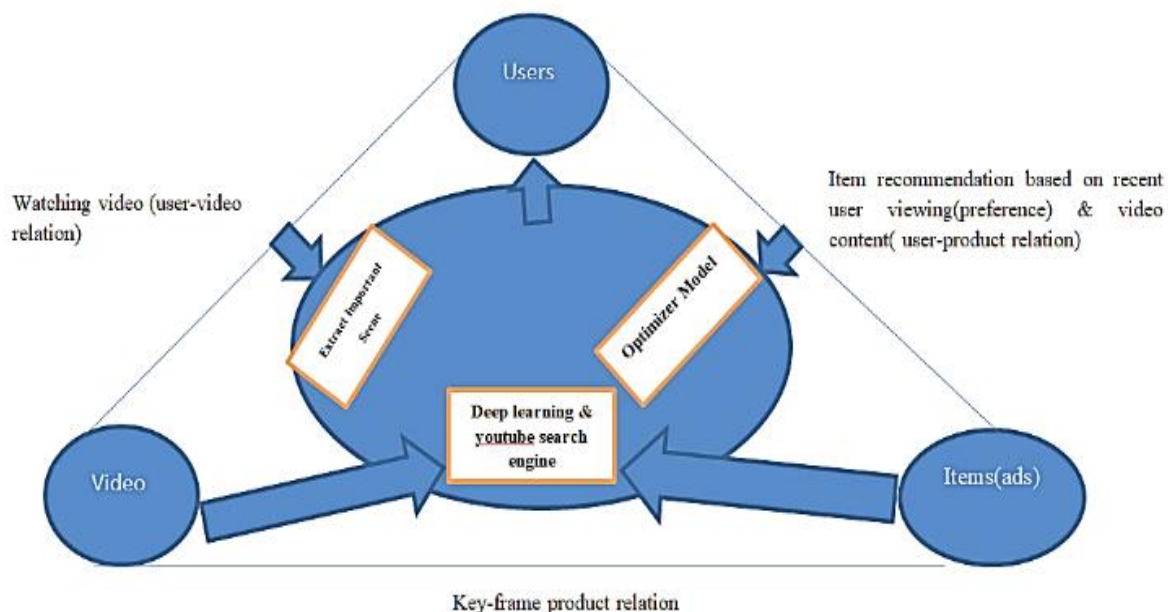 Users
Watching video (user-video
relation)
Item recommendation based on recent
user viewing(preference) & video
content( user-product relation)
Extract Important
Scene
Optimizer Model
Deep learning &
youtube search
engine
Video
Items(ads)
Key-frame product relation